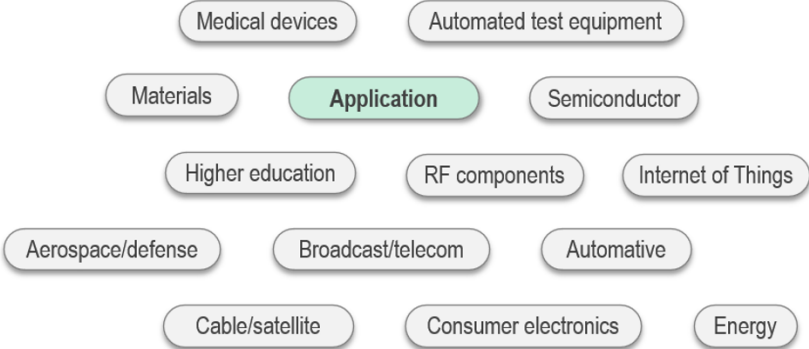 Medical devices
Automated test equipment
Materials
Application
Semiconductor
Higher education
RF components
Internet of Things
Aerospace/defense
Broadcast/telecom
Automative
Cable/satellite
Consumer electronics
Energy